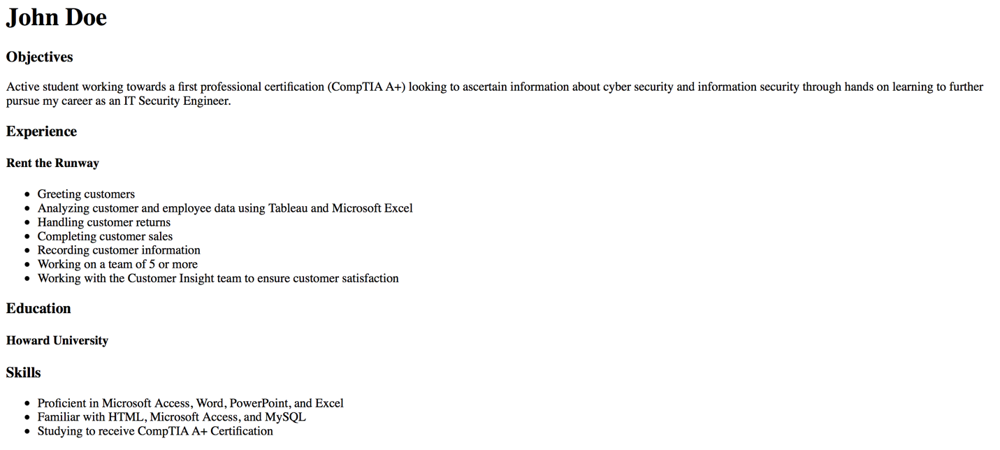 John Doe
Objectives
Active student working towards a first professional certification (CompTIA A+) looking to ascertain information about cyber security and information security through hands on learning to further
pursue my career as an IT Security Engineer.
Experience
Rent the Runway
• Greeting customers
• Analyzing customer and employee data using Tableau and Microsoft Excel
• Handling customer returns
• Completing customer sales
• Recording customer information
• Working on a team of 5 or more
• Working with the Customer Insight team to ensure customer satisfaction
Education
Howard University
Skills
• Proficient in Microsoft Access, Word, PowerPoint, and Excel
• Familiar with HTML, Microsoft Access, and MySQL
• Studying to receive CompTIA A+ Certification